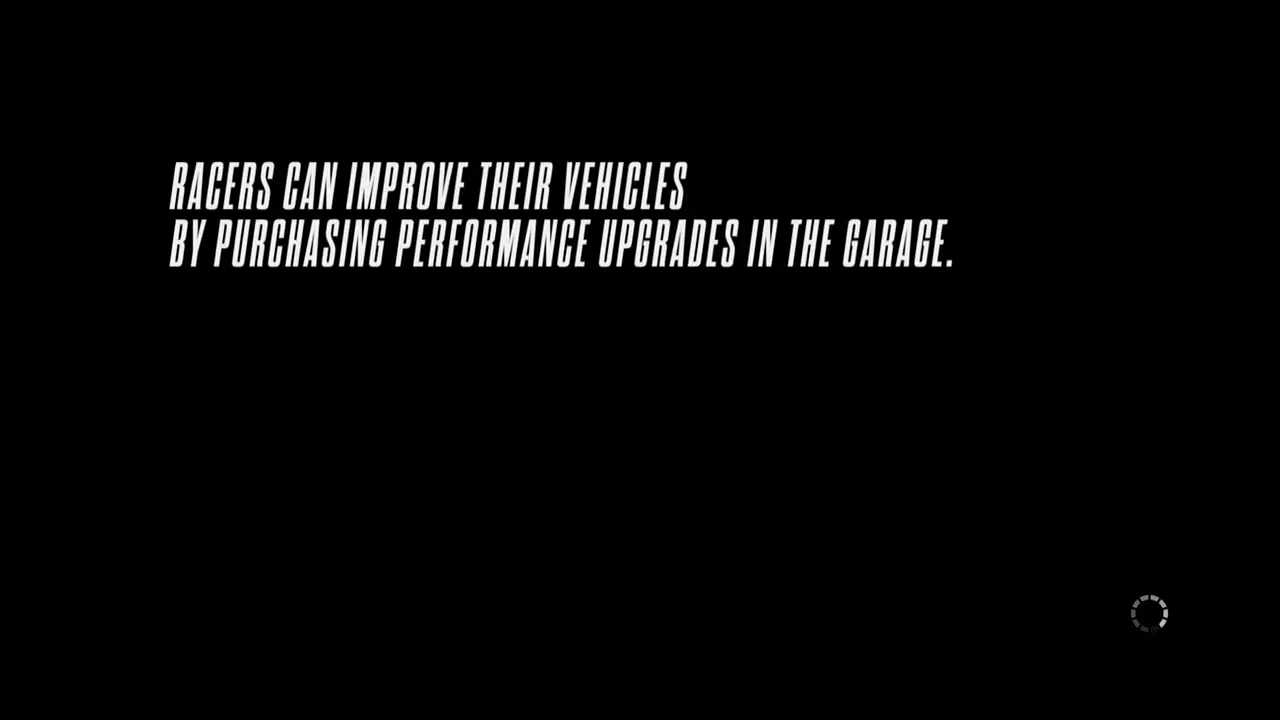 RACERS CAN IMPROVE THEIR VEHICLES
BY PURCHASING PERFORMANCE UPGRADES IN THE GARAGE.